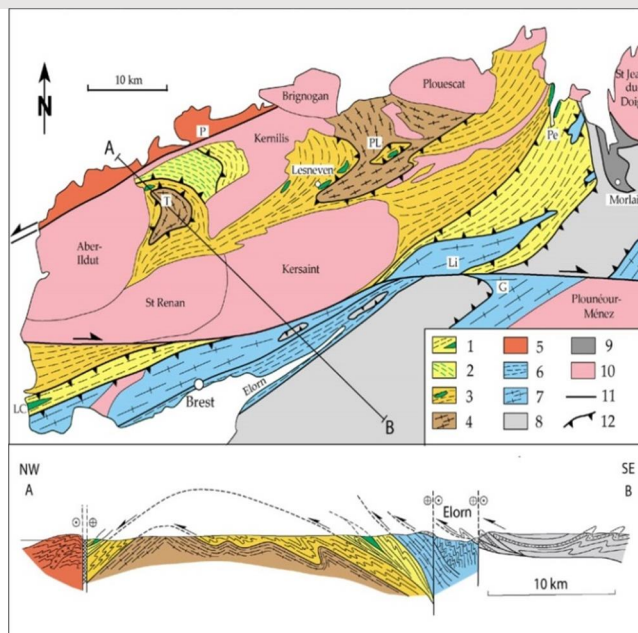 10 km
N
P
A
Brignogan
Plouescat
St Jean
du
Doig
Kernilis
PL
Pe
Lesneven
T
Morlai
Aber-
Ildut
Li
Kersaint
G
St Renan
Plounéour-
Ménez
LC
Brest
Elorn
B
1 5 9
2 6 10
3 7 11
4 8 12
NW
A
Elorn
SE
B
10 km